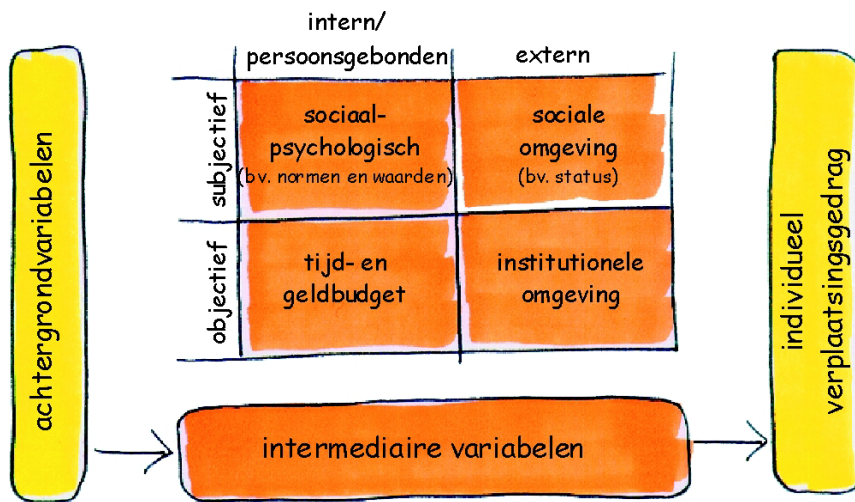 achtergrondvariabelen
intern/
persoonsgebonden
extern
subjectief
sociaal-
psychologisch
(bv. normen en waarden)
sociale
omgeving
(bv. status)
objectief
tijd- en
geldbudget
institutionele
omgeving
intermediaire variabelen
individueel
verplaatsingsgedrag